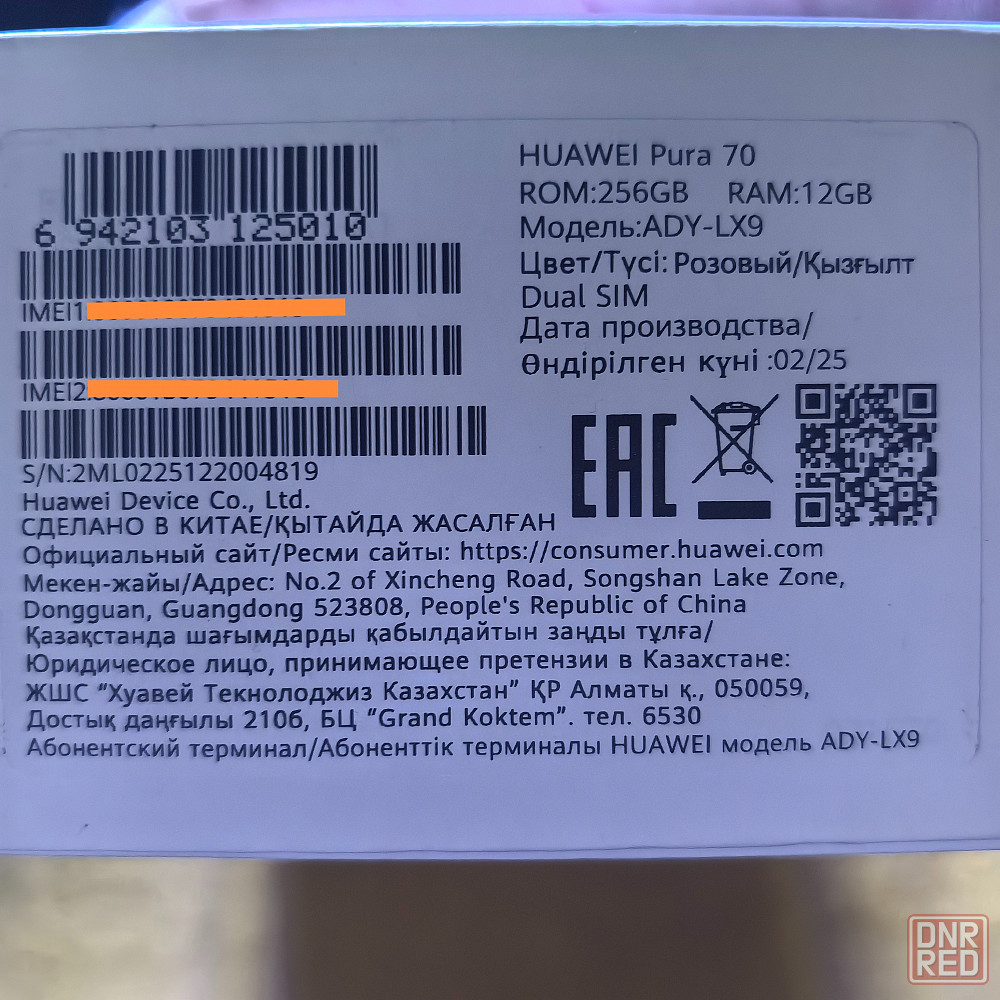 6 942103 125010
IMEI1
IMEI2:
S/N:2ML0225122004819
Huawei Device Co., Ltd.
СДЕЛАНО В КИТАЕ/ҚЫТАЙДА ЖАСАЛҒАН
HUAWEI Pura 70
ROM:256GB RAM:12GB
Модель:ADY-LX9
Цвет/Түсі: Розовый/Қызғылт
Dual SIM
Дата производства/
Өндірілген күні :02/25
EAC
Официальный сайт/Ресми сайты: https://consumer.huawei.com
Мекен-жайы/Адрес: No.2 of Xincheng Road, Songshan Lake Zone,
Dongguan, Guangdong 523808, People's Republic of China
Қазақстанда шағымдарды қабылдайтын заңды тұлға/
Юридическое лицо, принимающее претензии в Казахстане:
ЖШС “Хуавей Текнолоджиз Казахстан” ҚР Алматы қ., 050059,
Достық даңғылы 210б, БЦ “Grand Koktem”. тел. 6530
Абонентский терминал/Абоненттік терминалы HUAWEI модель ADY-LX9
DNR
RED